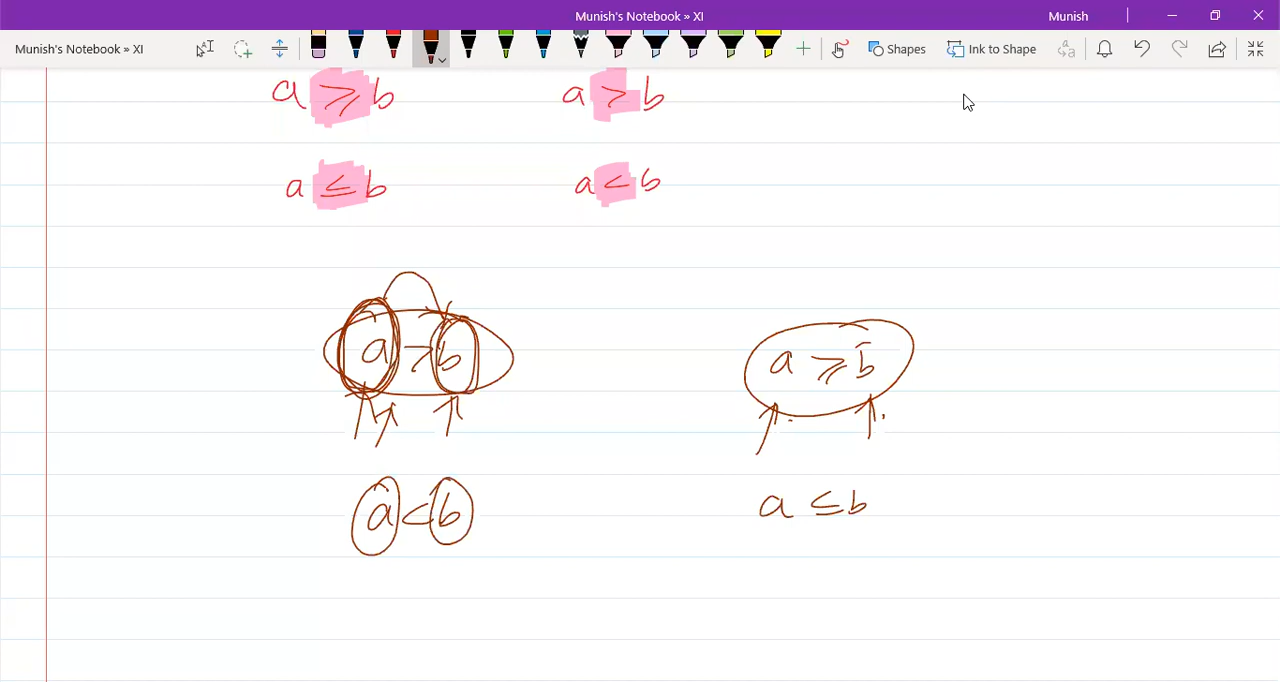 Munish's Notebook » XI
Munish
Munish's Notebook » XI
Shapes
Ink to Shape
a ⩾ b a > b
a ≤ b a < b
a > b a ⩾ b
a < b a ≤ b